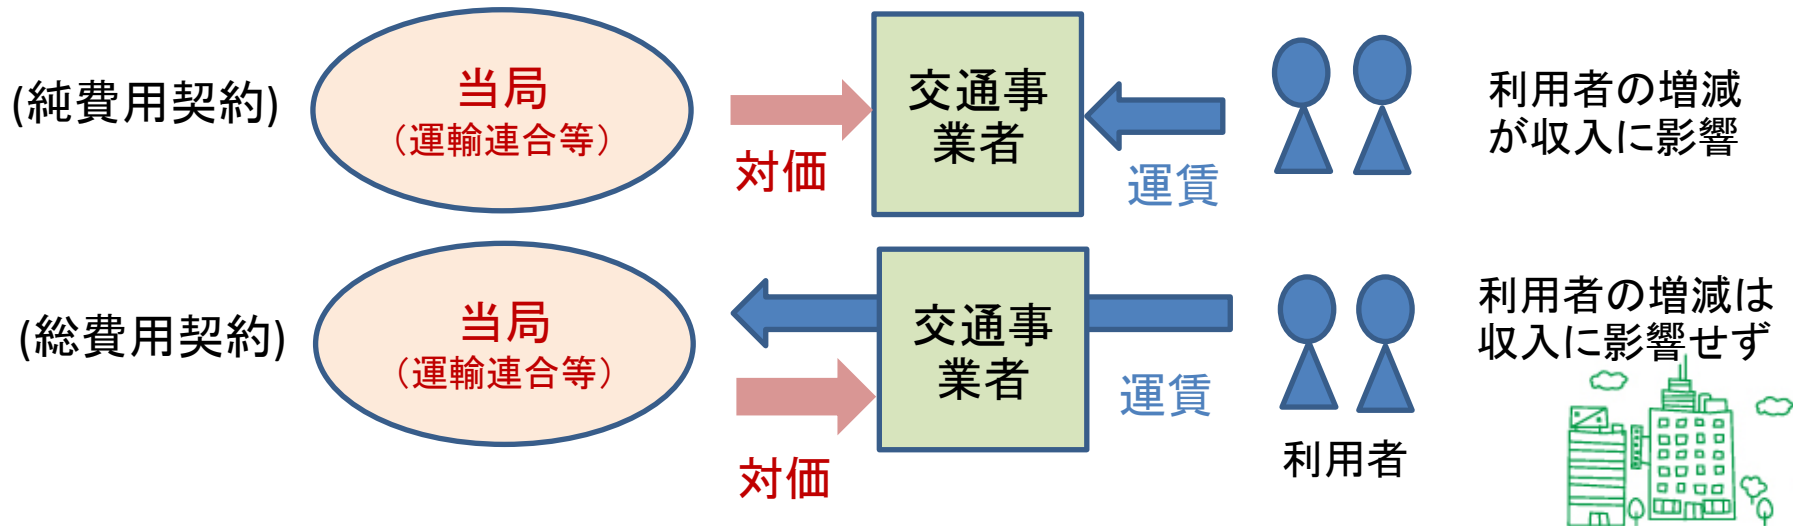 (純費用契約)
当局
（運輸連合等）
対価
交通事
業者
運賃
利用者の増減
が収入に影響
(総費用契約)
当局
（運輸連合等）
対価
交通事
業者
運賃
利用者
利用者の増減は
収入に影響せず